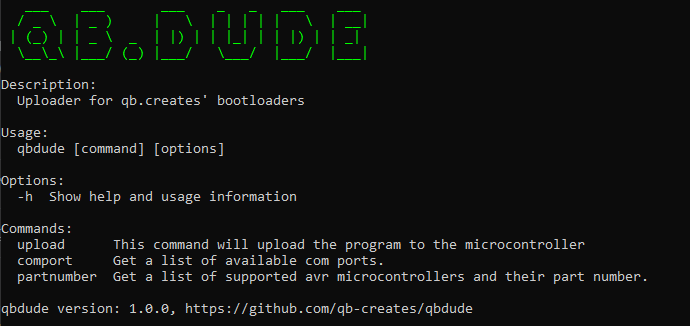 QB.DUDE
Description:
Uploader for qb.creates' bootloaders
Usage:
qbdude [command] [options]
Options:
-h  Show help and usage information
Commands:
upload      This command will upload the program to the microcontroller
comport     Get a list of available com ports.
partnumber  Get a list of supported avr microcontrollers and their part number.
qbdude version: 1.0.0, https://github.com/qb-creates/qbdude